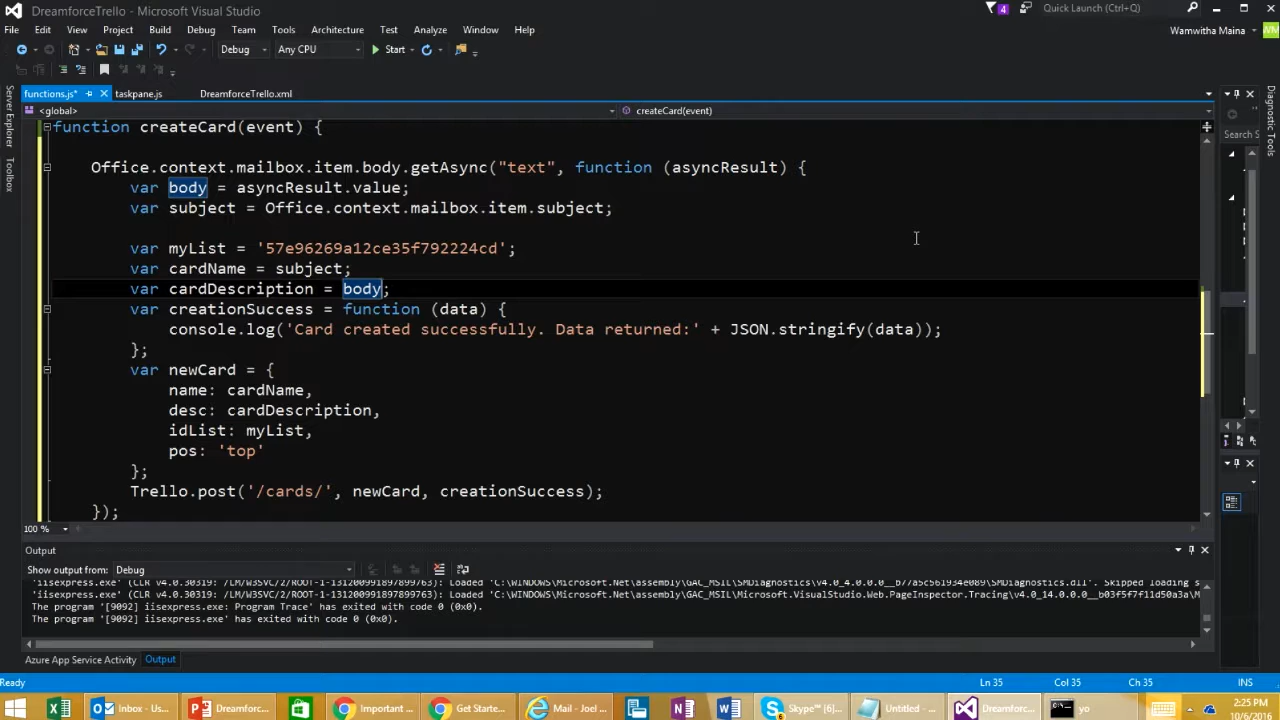 DreamforceTrello - Microsoft Visual Studio
4
Quick Launch (Ctrl+Q)
File Edit View Project Build Debug Team Tools Architecture Test Analyze Window Help
Wamwitha Maina
WM
Debug Any CPU Start
functions.js* taskpane.js DreamforceTrello.xml
<global> createCard(event)
Server Explorer
Toolbox
Diagnostic Tools
Search S
function createCard(event) {
Office.context.mailbox.item.body.getAsync("text", function (asyncResult) {
var body = asyncResult.value;
var subject = Office.context.mailbox.item.subject;
var myList = '57e96269a12ce35f792224cd';
var cardName = subject;
var cardDescription = body;
var creationSuccess = function (data) {
console.log('Card created successfully. Data returned:' + JSON.stringify(data));
};
var newCard = {
name: cardName,
desc: cardDescription,
idList: myList,
pos: 'top'
};
Trello.post('/cards/', newCard, creationSuccess);
});
100 %
Output
Show output from: Debug
'iisexpress.exe' (CLR v4.0.30319: /LM/W3SVC/2/ROOT-1-131200991897899763): Loaded 'C:\WINDOWS\Microsoft.Net\assembly\GAC_MSIL\SMDiagnostics\v4.0_4.0.0.0__b77a5c561934e089\SMDiagnostics.dll'. Skipped loading s
'iisexpress.exe' (CLR v4.0.30319: /LM/W3SVC/2/ROOT-1-131200991897899763): Loaded 'C:\WINDOWS\Microsoft.Net\assembly\GAC_MSIL\Microsoft.VisualStudio.Web.PageInspector.Tracing\v4.0_14.0.0.0__b03f5f7f11d50a3a\M
The program '[9092] iisexpress.exe: Program Trace' has exited with code 0 (0x0).
The program '[9092] iisexpress.exe' has exited with code 0 (0x0).
Azure App Service Activity Output
Ready Ln 35 Col 35 Ch 35 INS
Inbox - Us... Dreamforc... Important ... Get Starte... Mail - Joel ... Skype™ [6]... Untitled - ... Dreamforc... yo
2:25 PM
10/6/2016